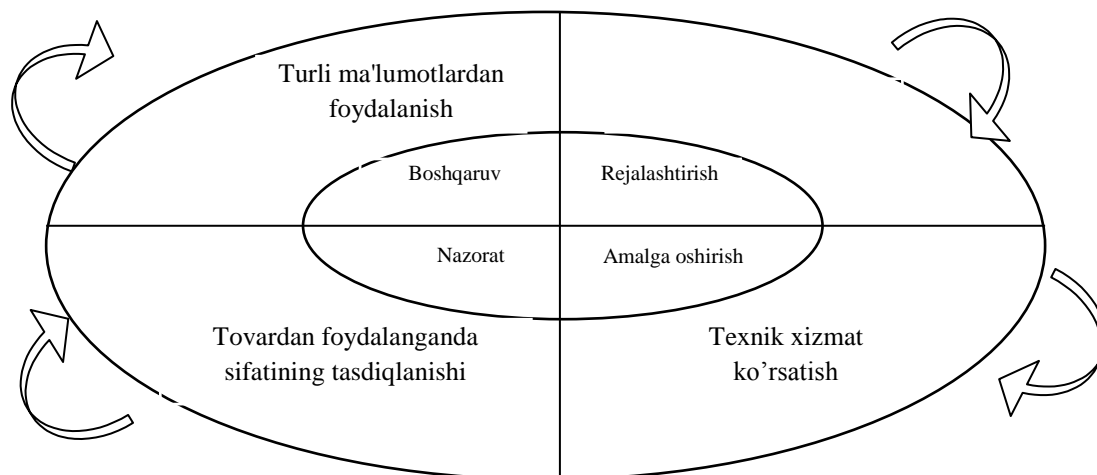 Turli ma'lumotlardan
foydalanish
Boshqaruv
Rejalashtirish
Nazorat
Amalga oshirish
Tovardan foydalanganda
sifatining tasdiqlanishi
Texnik xizmat
ko’rsatish